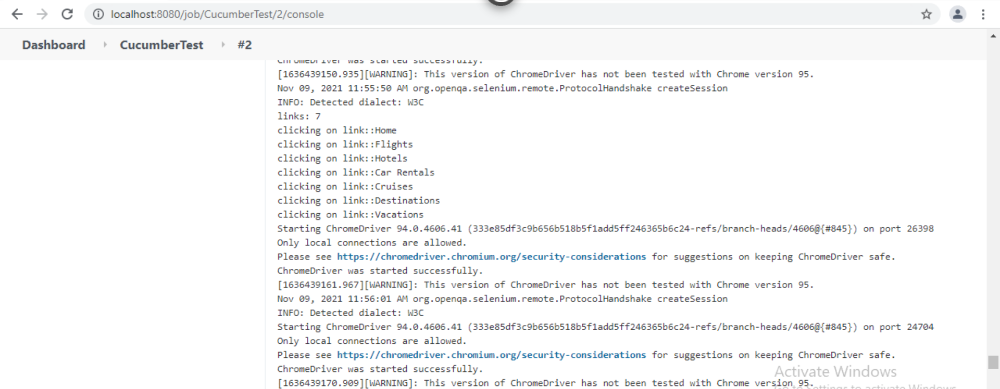 localhost:8080/job/CucumberTest/2/console
Dashboard CucumberTest #2
ChromeDriver was started successfully.
[1636439150.935][WARNING]: This version of ChromeDriver has not been tested with Chrome version 95.
Nov 09, 2021 11:55:50 AM org.openqa.selenium.remote.ProtocolHandshake createSession
INFO: Detected dialect: W3C
links: 7
clicking on link::Home
clicking on link::Flights
clicking on link::Hotels
clicking on link::Car Rentals
clicking on link::Cruises
clicking on link::Destinations
clicking on link::Vacations
Starting ChromeDriver 94.0.4606.41 (333e85df3c9b656b518b5f1add5ff246365b6c24-refs/branch-heads/4606@{#845}) on port 26398
Only local connections are allowed.
Please see https://chromedriver.chromium.org/security-considerations for suggestions on keeping ChromeDriver safe.
ChromeDriver was started successfully.
[1636439161.967][WARNING]: This version of ChromeDriver has not been tested with Chrome version 95.
Nov 09, 2021 11:56:01 AM org.openqa.selenium.remote.ProtocolHandshake createSession
INFO: Detected dialect: W3C
Starting ChromeDriver 94.0.4606.41 (333e85df3c9b656b518b5f1add5ff246365b6c24-refs/branch-heads/4606@{#845}) on port 24704
Only local connections are allowed.
Please see https://chromedriver.chromium.org/security-considerations for suggestions on keeping ChromeDriver safe.
ChromeDriver was started successfully.
Activate Windows
[1636439170.909][WARNING]: This version of ChromeDriver has not been tested with Chrome version 95.
Go to Settings to activate Windows.